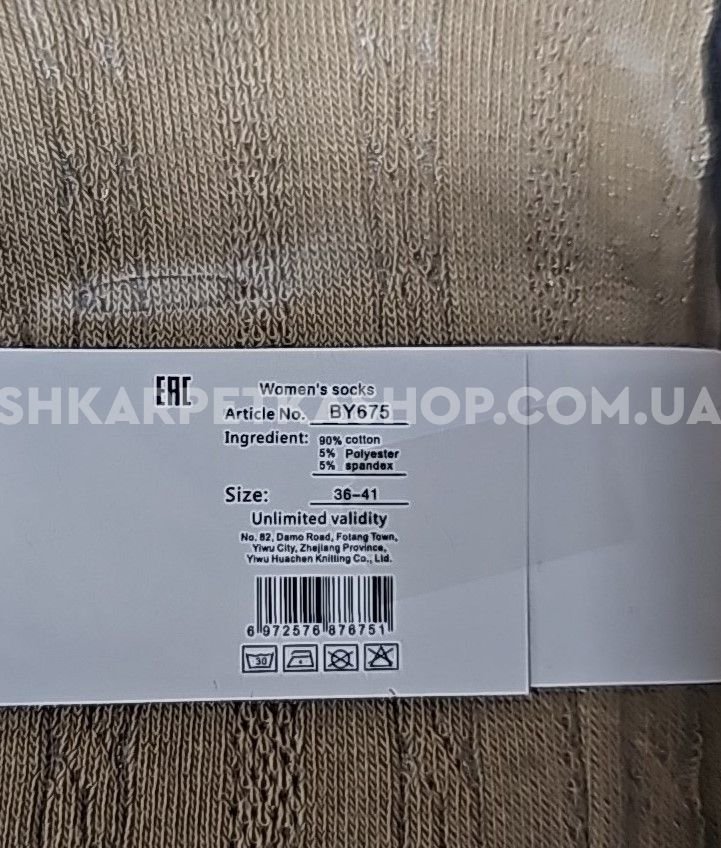 EAC
Women's socks
SHKARPETKASHOP.COM.UA
Article No. BY675
Ingredient: 90% cotton
5% Polyester
5% spandex
Size: 36-41
Unlimited validity
No. 82, Damo Road, Fotang Town,
Yiwu City, Zhejiang Province,
Yiwu Huachen Knitting Co., Ltd.
6 972576 876751
30